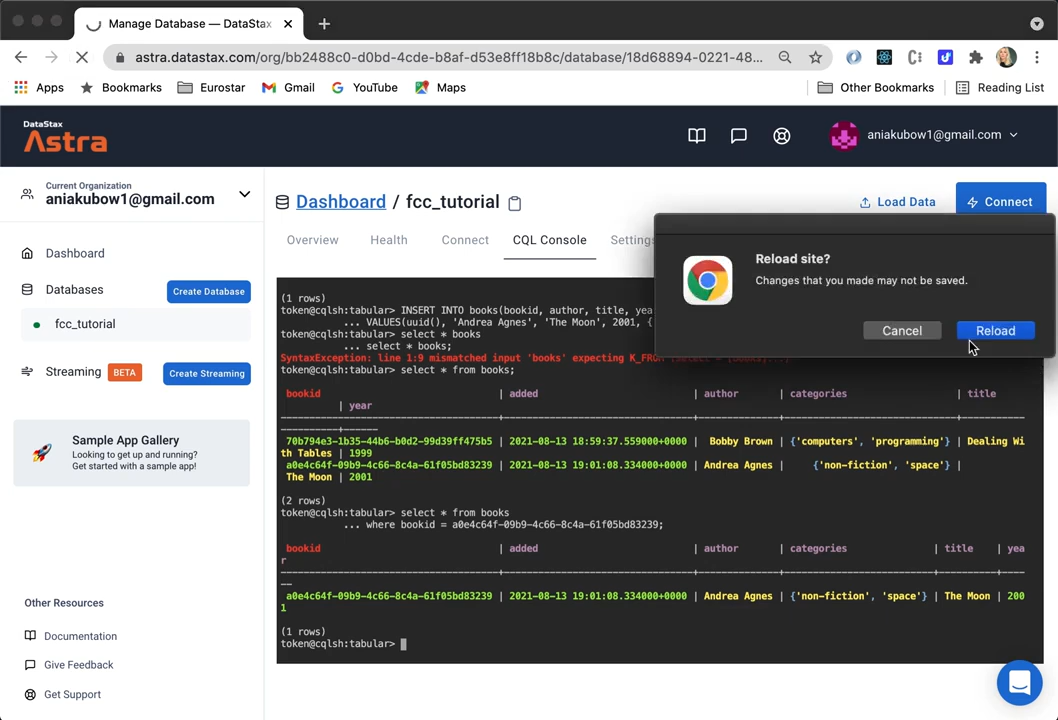 Manage Database — DataStax
astra.datastax.com/org/bb2488c0-d0bd-4cde-b8af-d53e8ff18b8c/database/18d68894-0221-48...
Apps
Bookmarks
Eurostar
Gmail
YouTube
Maps
Other Bookmarks
Reading List
DataStax
Astra
aniakubow1@gmail.com
Current Organization
aniakubow1@gmail.com
Dashboard / fcc_tutorial
Load Data
Connect
Overview
Health
Connect
CQL Console
Settings
Reload site?
Changes that you made may not be saved.
Cancel
Reload
Dashboard
Databases
Create Database
fcc_tutorial
Streaming
BETA
Create Streaming
Sample App Gallery
Looking to get up and running?
Get started with a sample app!
Other Resources
Documentation
Give Feedback
Get Support
(1 rows)
token@cqlsh:tabular> INSERT INTO books(bookid, author, title, yea
... VALUES(uuid(), 'Andrea Agnes', 'The Moon', 2001, {
token@cqlsh:tabular> select * books
... select * books;
SyntaxException: line 1:9 mismatched input 'books' expecting K_FROM (select * [books]...)
token@cqlsh:tabular> select * from books;
bookid | added | author | categories | title
| year
70b794e3-1b35-44b6-b0d2-99d39ff475b5 | 2021-08-13 18:59:37.559000+0000 | Bobby Brown | {'computers', 'programming'} | Dealing Wi
th Tables | 1999
a0e4c64f-09b9-4c66-8c4a-61f05bd83239 | 2021-08-13 19:01:08.334000+0000 | Andrea Agnes | {'non-fiction', 'space'} |
The Moon | 2001
(2 rows)
token@cqlsh:tabular> select * from books
... where bookid = a0e4c64f-09b9-4c66-8c4a-61f05bd83239;
bookid | added | author | categories | title | yea
r
a0e4c64f-09b9-4c66-8c4a-61f05bd83239 | 2021-08-13 19:01:08.334000+0000 | Andrea Agnes | {'non-fiction', 'space'} | The Moon | 200
1
(1 rows)
token@cqlsh:tabular>